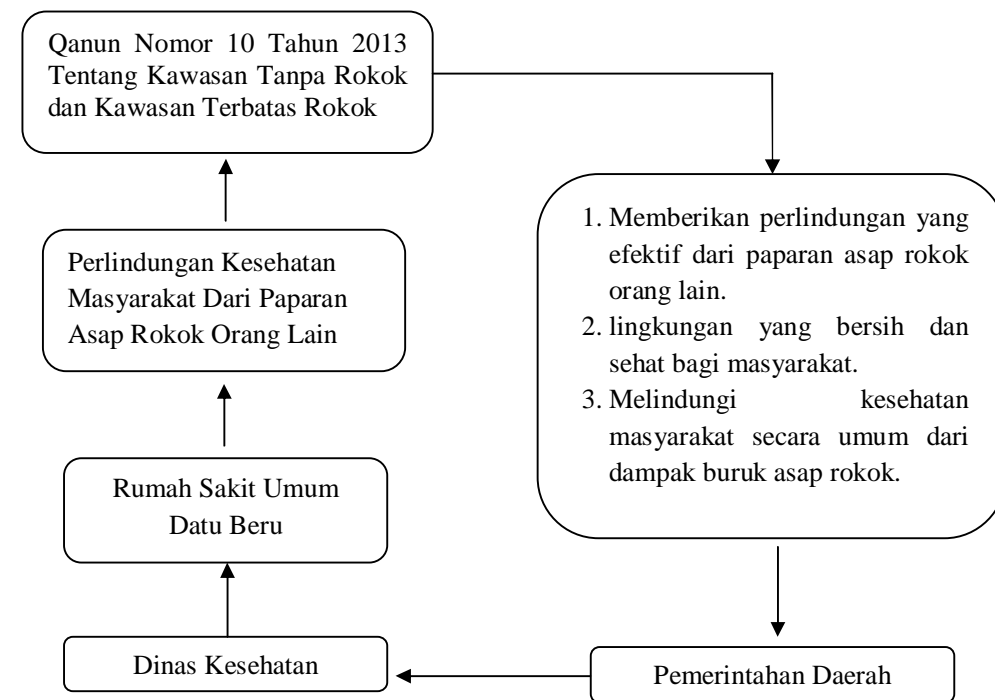 Qanun Nomor 10 Tahun 2013
Tentang Kawasan Tanpa Rokok
dan Kawasan Terbatas Rokok
1. Memberikan perlindungan yang
efektif dari paparan asap rokok
orang lain.
2. lingkungan yang bersih dan
sehat bagi masyarakat.
3. Melindungi kesehatan
masyarakat secara umum dari
dampak buruk asap rokok.
Perlindungan Kesehatan
Masyarakat Dari Paparan
Asap Rokok Orang Lain
Rumah Sakit Umum
Datu Beru
Dinas Kesehatan
Pemerintahan Daerah